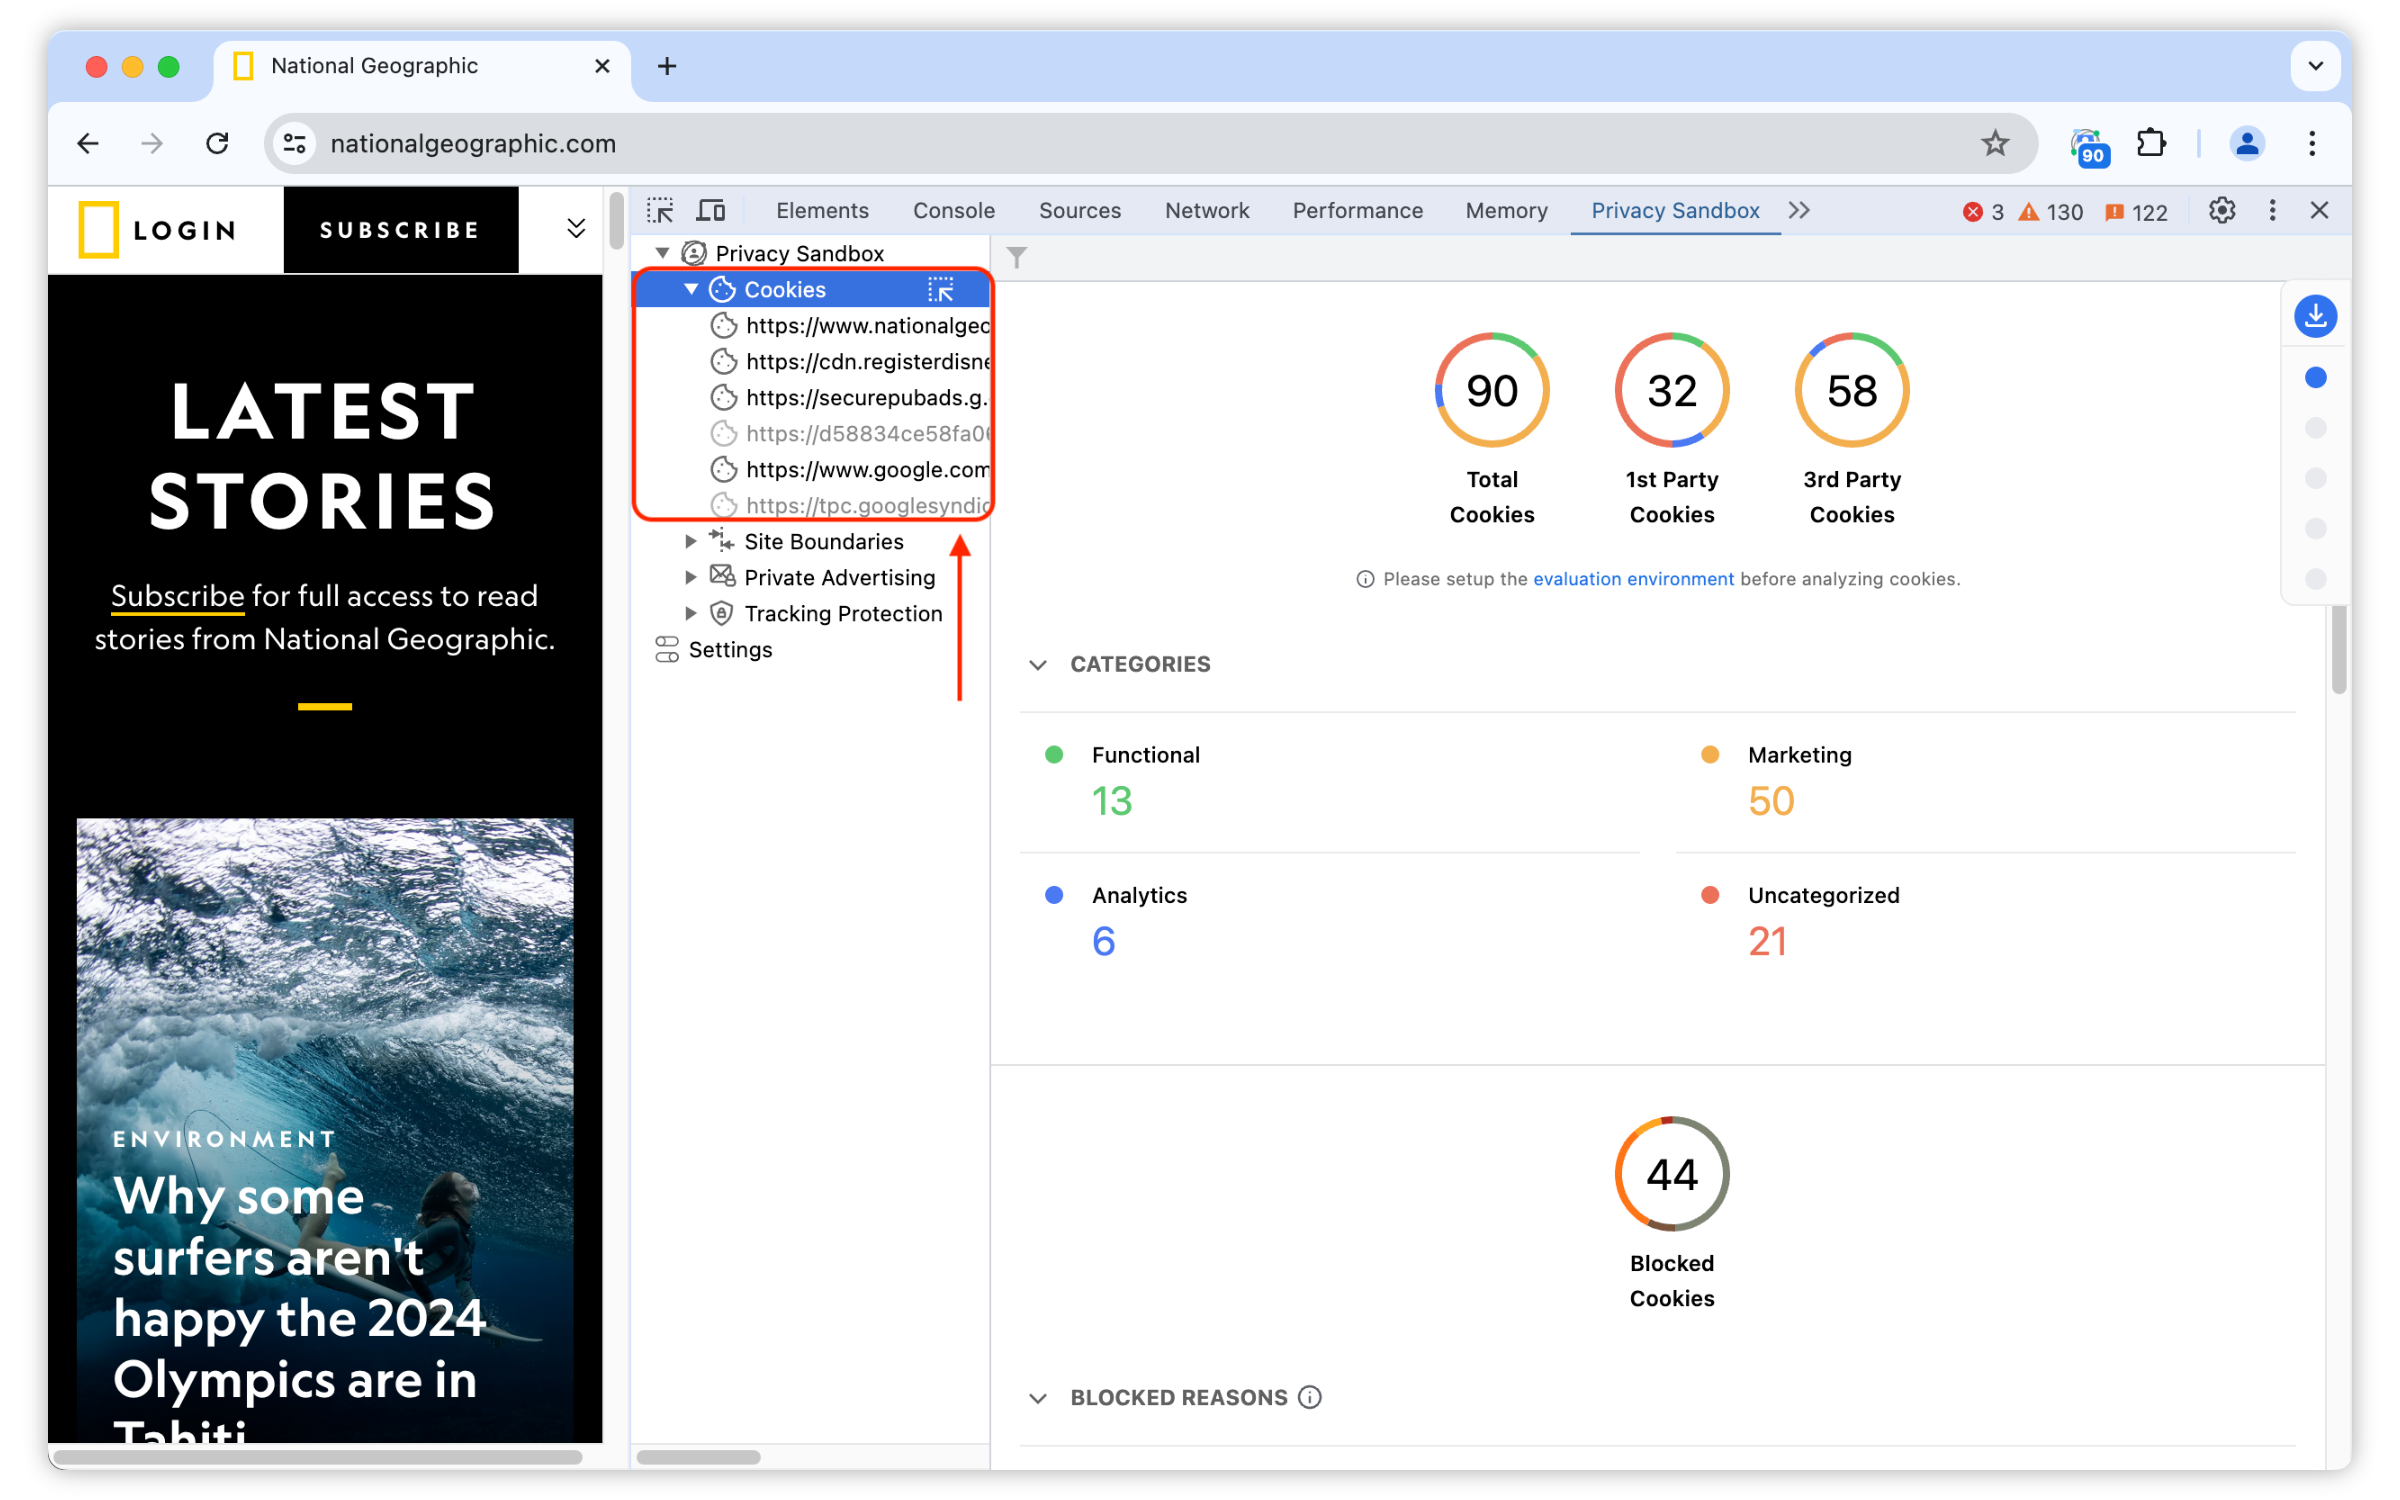 National Geographic
nationalgeographic.com
90
LOGIN
SUBSCRIBE
LATEST
STORIES
Subscribe for full access to read
stories from National Geographic.
ENVIRONMENT
Why some
surfers aren't
happy the 2024
Olympics are in
Tahiti
Elements
Console
Sources
Network
Performance
Memory
Privacy Sandbox
3
130
122
Privacy Sandbox
Cookies
https://www.nationalgeo
https://cdn.registerdisne
https://securepubads.g.
https://d58834ce58fa06
https://www.google.com
https://tpc.googlesyndic
Site Boundaries
Private Advertising
Tracking Protection
Settings
90
Total
Cookies
32
1st Party
Cookies
58
3rd Party
Cookies
Please setup the evaluation environment before analyzing cookies.
CATEGORIES
Functional
13
Marketing
50
Analytics
6
Uncategorized
21
44
Blocked
Cookies
BLOCKED REASONS